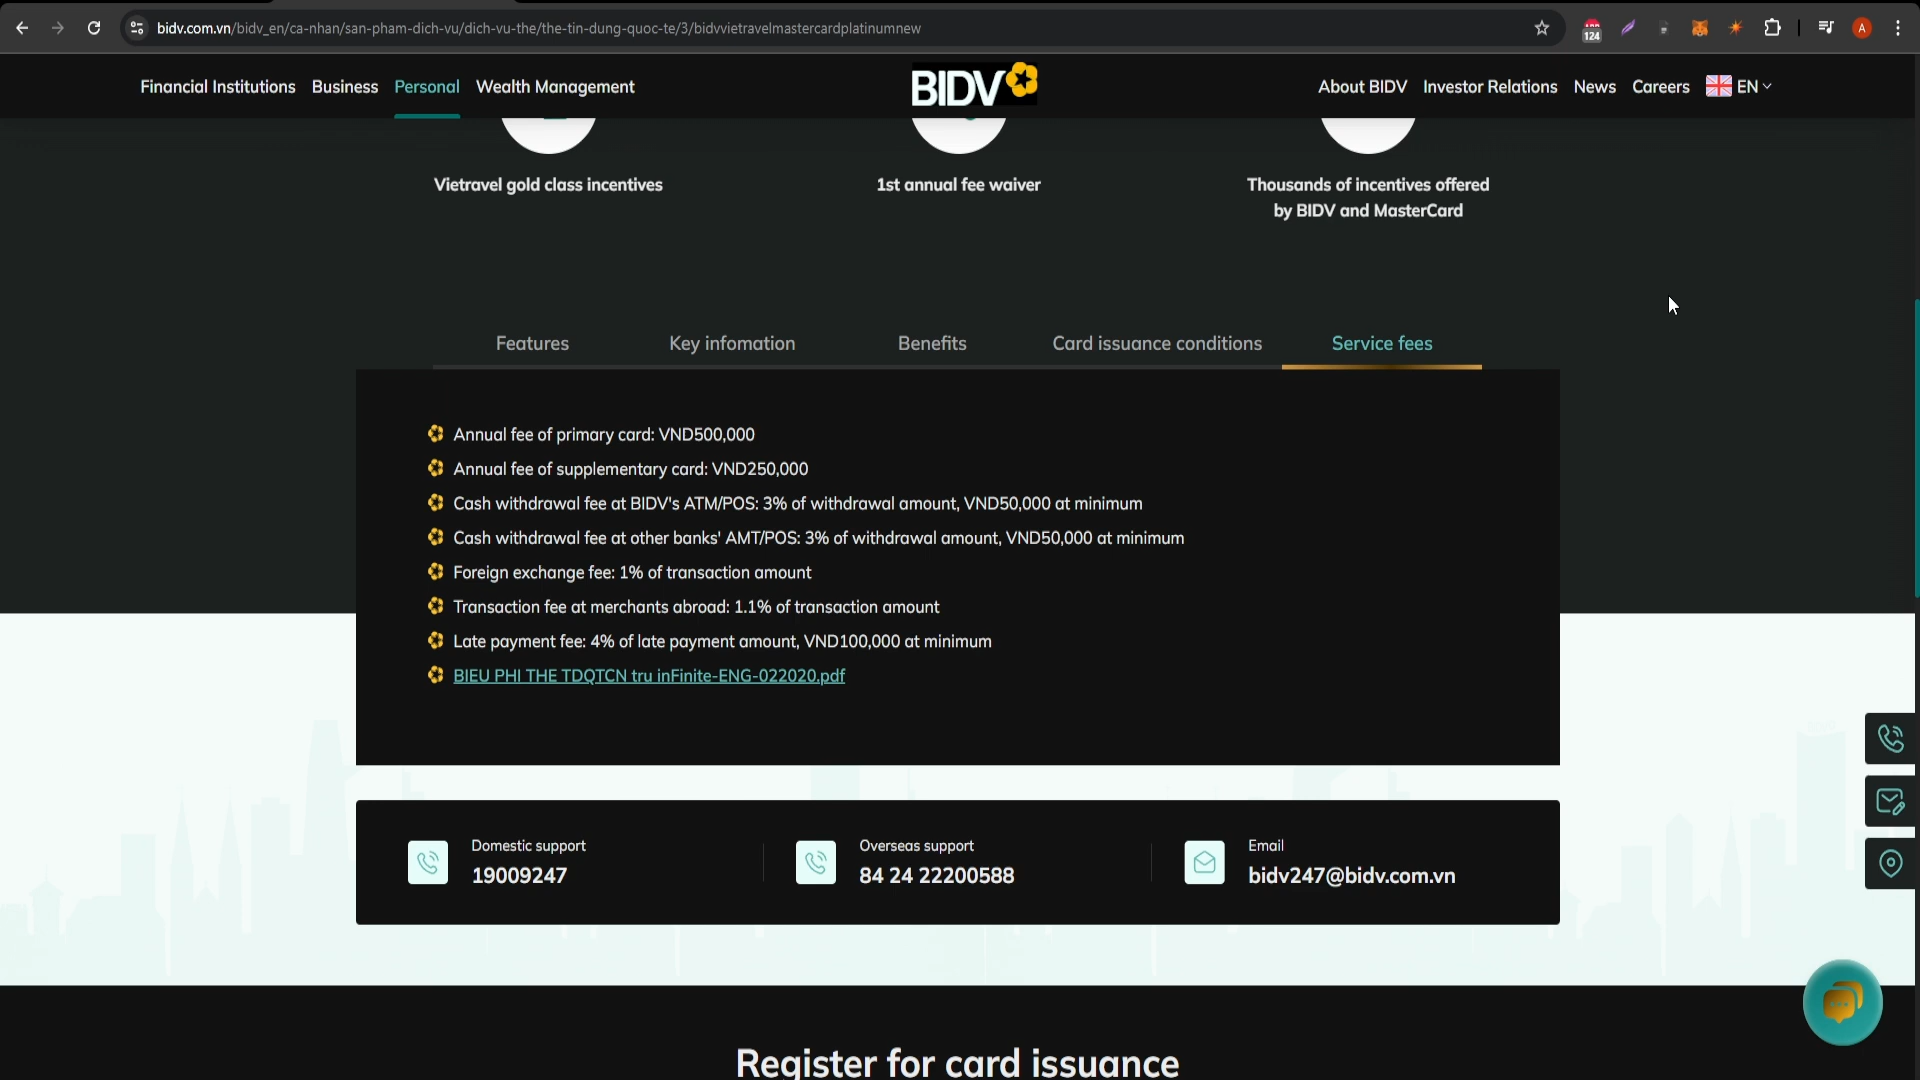 bidv.com.vn/bidv_en/ca-nhan/san-pham-dich-vu/dich-vu-the/the-tin-dung-quoc-te/3/bidvvietravelmastercardplatinumnew
124
A
Financial Institutions Business Personal Wealth Management
BIDV
About BIDV Investor Relations News Careers EN
Vietravel gold class incentives
1st annual fee waiver
Thousands of incentives offered
by BIDV and MasterCard
Features Key infomation Benefits Card issuance conditions Service fees
Annual fee of primary card: VND500,000
Annual fee of supplementary card: VND250,000
Cash withdrawal fee at BIDV's ATM/POS: 3% of withdrawal amount, VND50,000 at minimum
Cash withdrawal fee at other banks' AMT/POS: 3% of withdrawal amount, VND50,000 at minimum
Foreign exchange fee: 1% of transaction amount
Transaction fee at merchants abroad: 1.1% of transaction amount
Late payment fee: 4% of late payment amount, VND100,000 at minimum
BIEU PHI THE TDQTCN tru inFinite-ENG-022020.pdf
Domestic support
19009247
Overseas support
84 24 22200588
Email
bidv247@bidv.com.vn
Register for card issuance